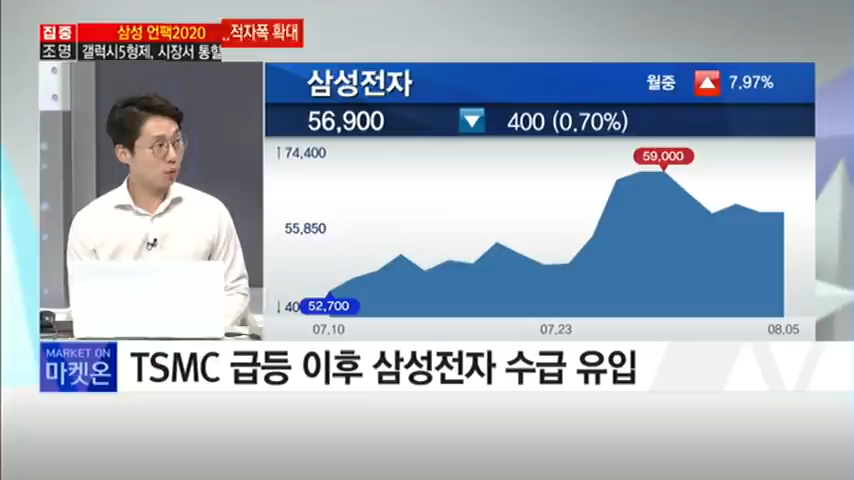 집중
조명
삼성 언팩2020
..적자폭 확대
갤럭시5형제, 시장서 통할
삼성전자
월중 ▲ 7.97%
56,900 ▼ 400 (0.70%)
↑74,400
59,000
55,850
↓40
52,700
07.10
07.23
08.05
MARKET ON
마켓온
TSMC 급등 이후 삼성전자 수급 유입